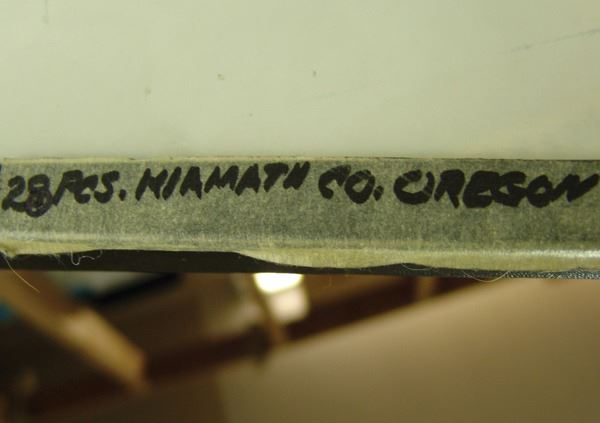 28 PCS. KLAMATH CO. OREGON